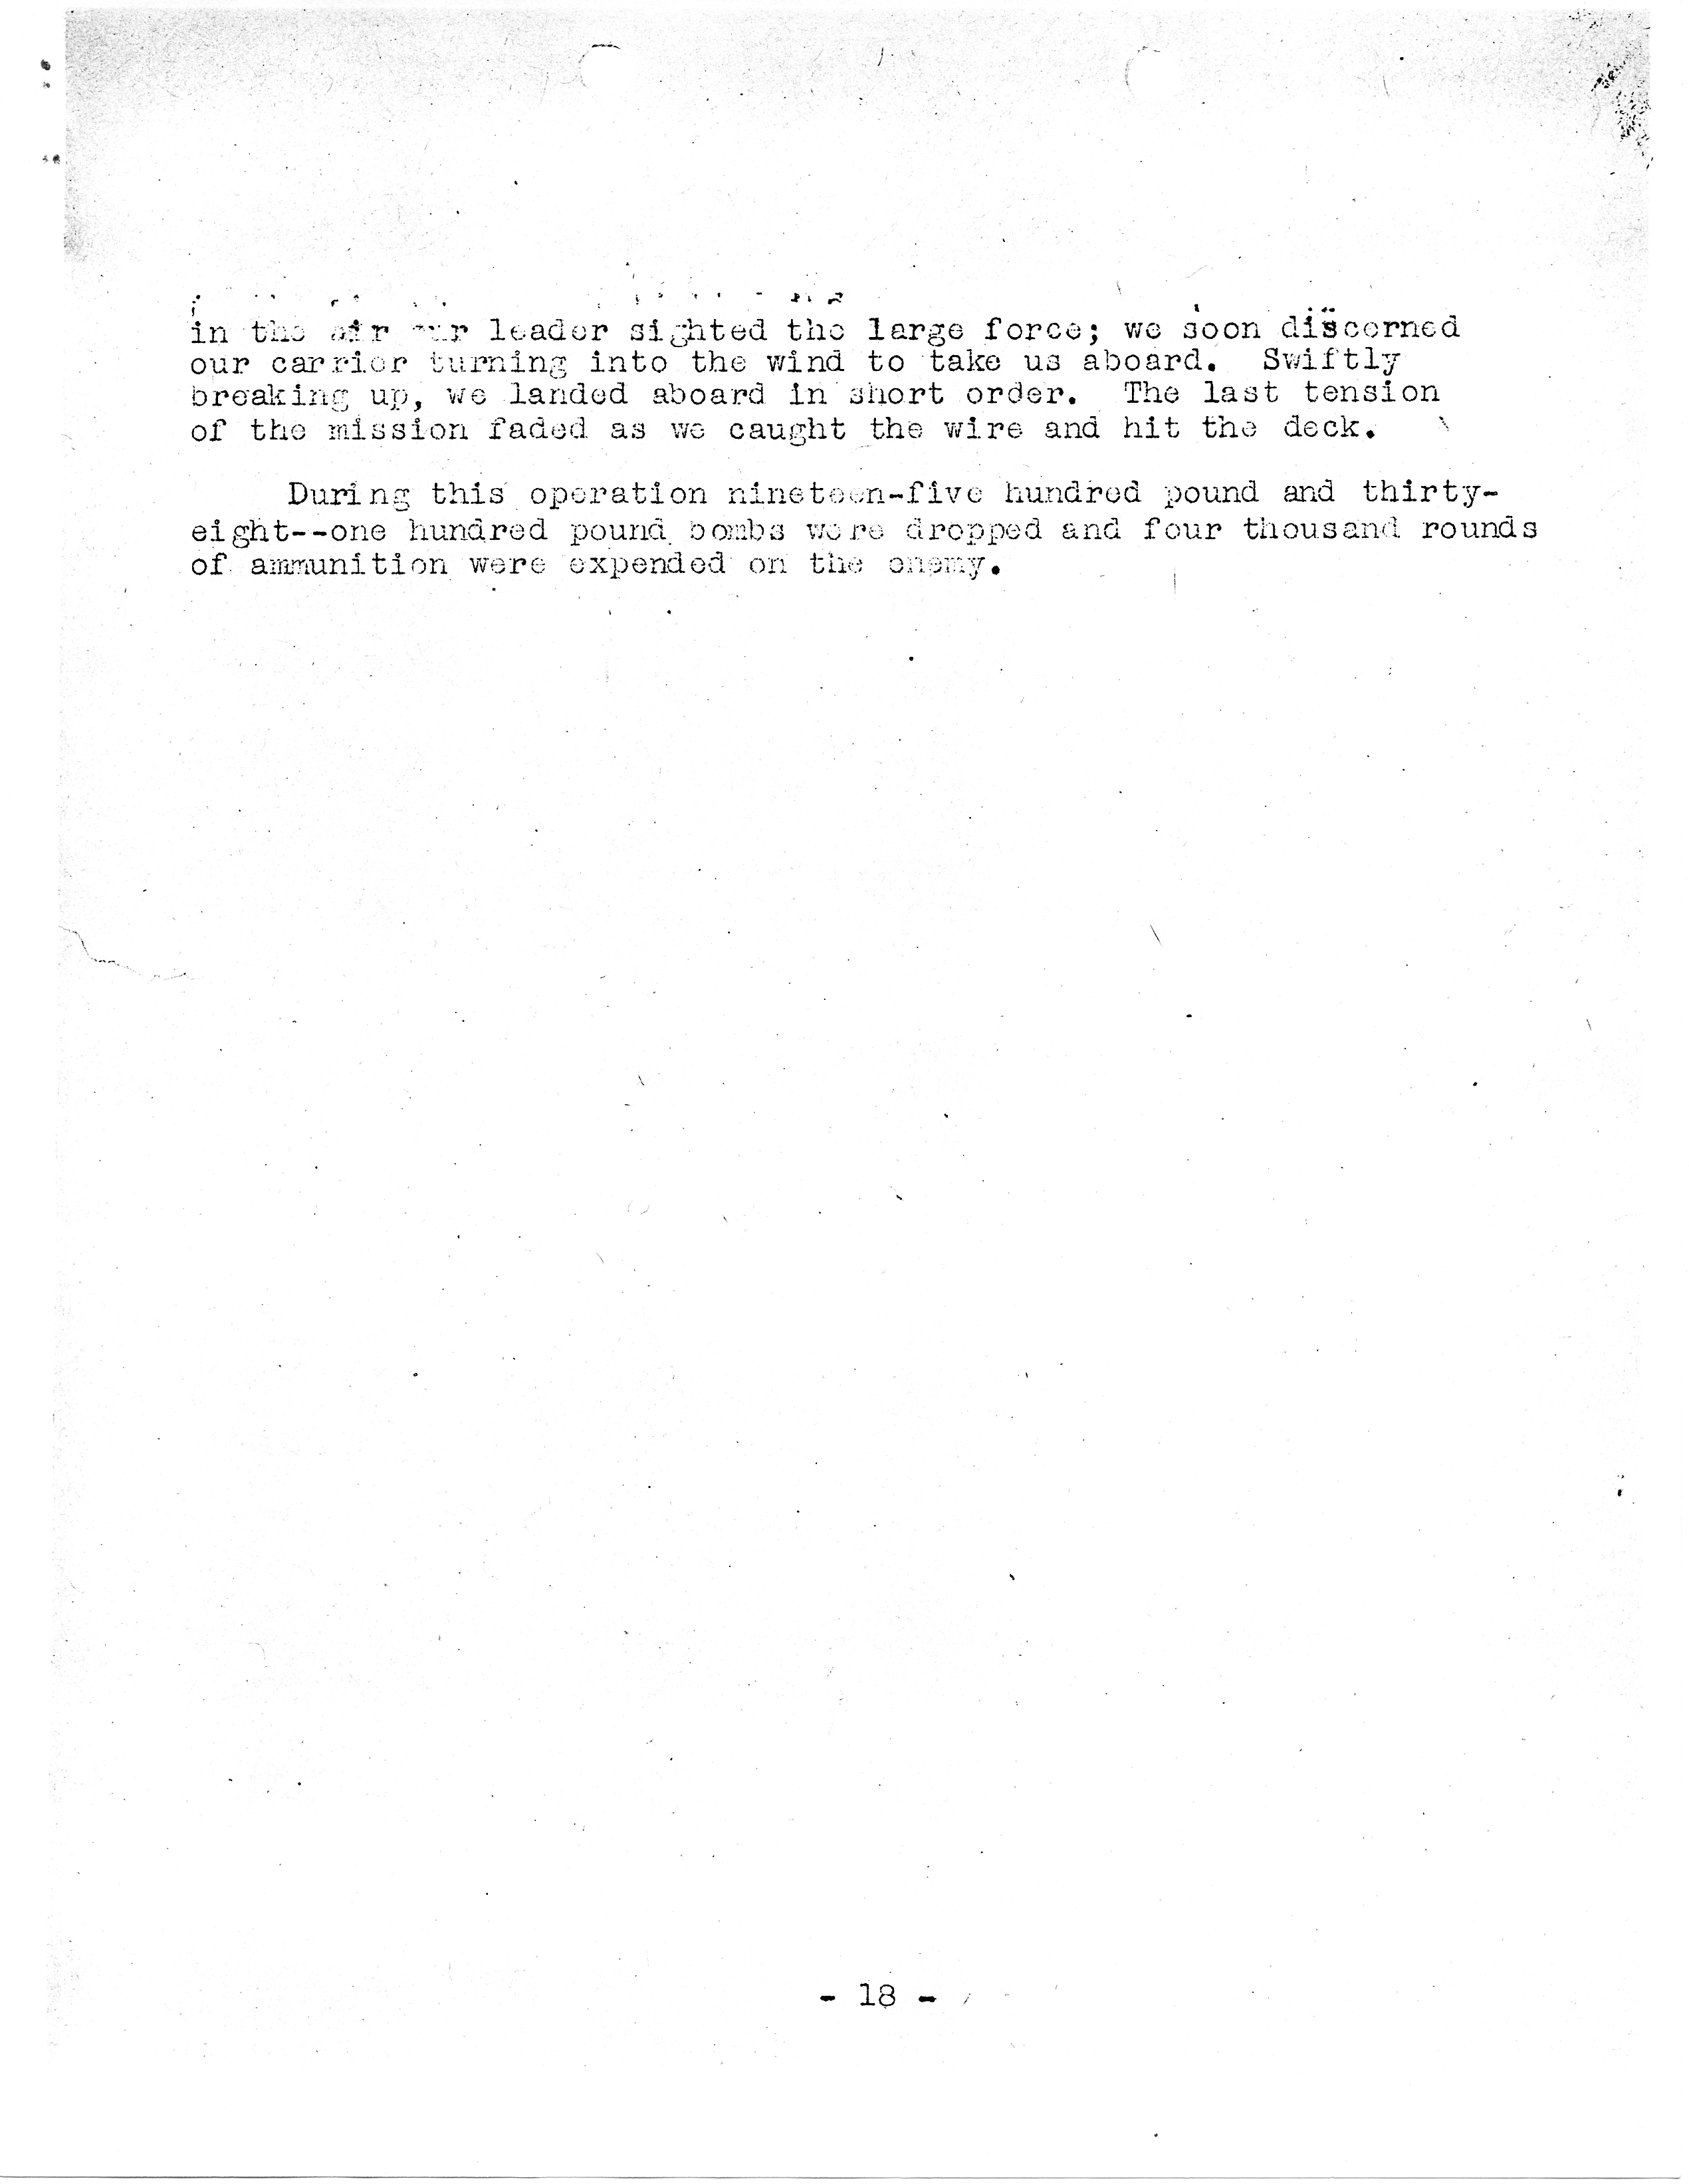 in the air our leader sighted the large force; we soon discerned
our carrier turning into the wind to take us aboard. Swiftly
breaking up, we landed aboard in short order. The last tension
of the mission faded as we caught the wire and hit the deck.
During this operation nineteen-five hundred pound and thirty-
eight--one hundred pound bombs were dropped and four thousand rounds
of ammunition were expended on the enemy.
- 18 -